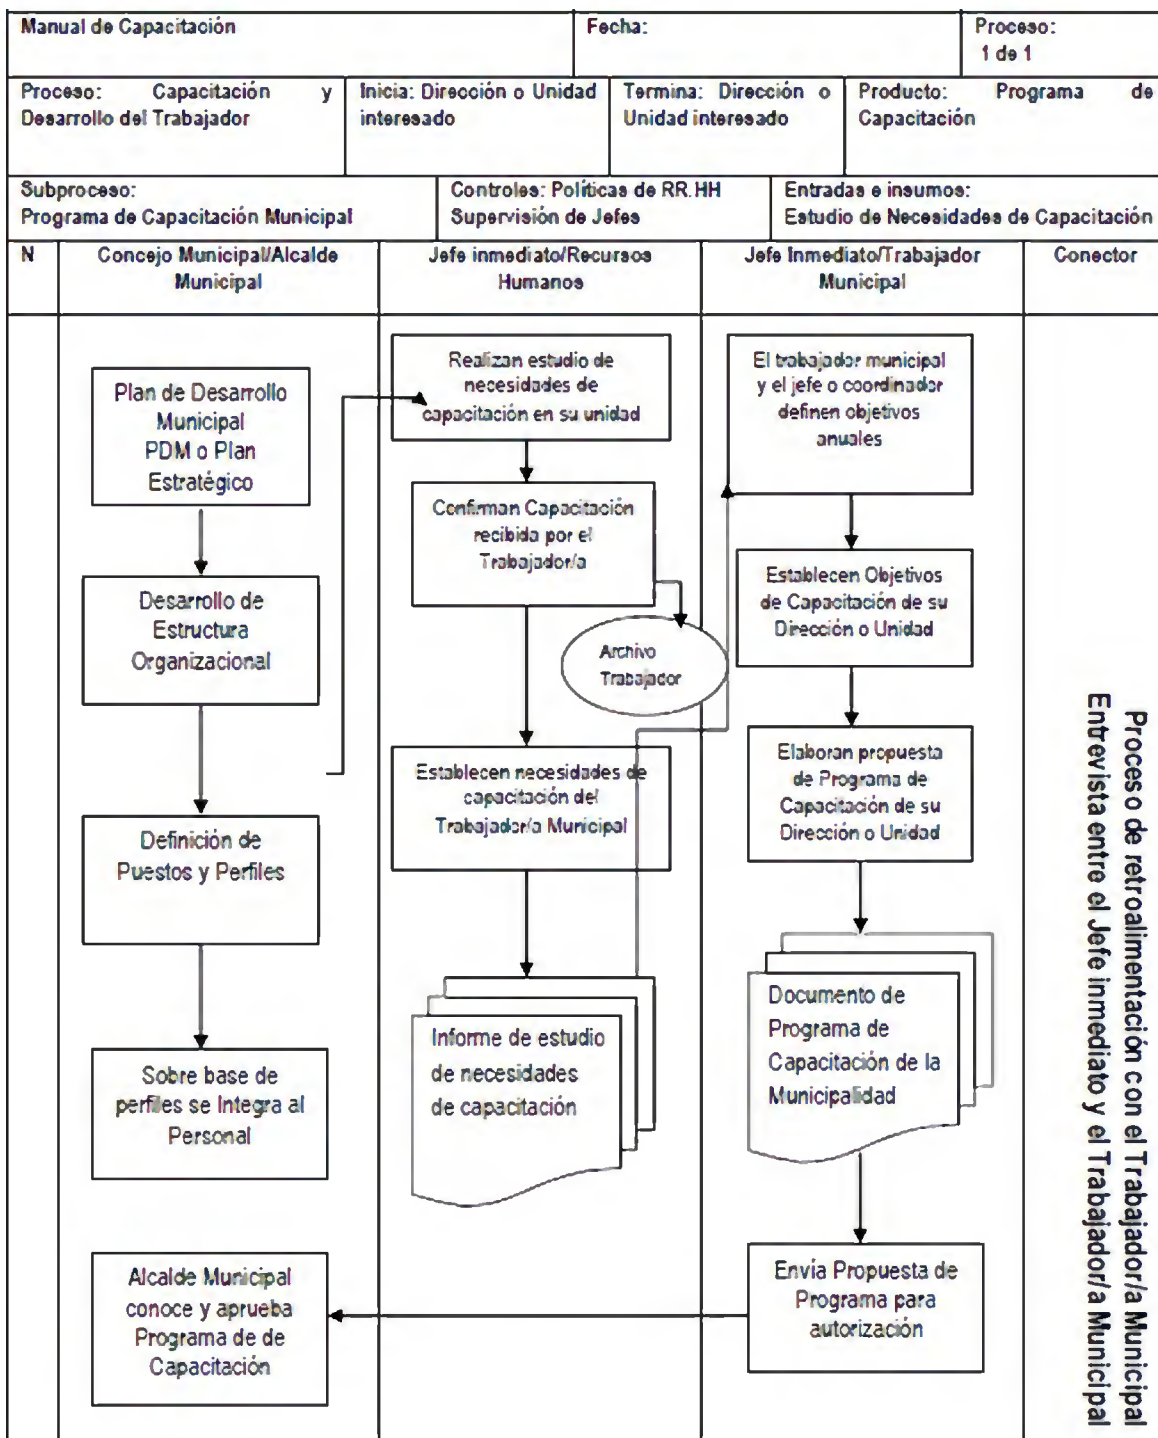 Manual de Capacitación
Fecha:
Proceso:
1 de 1
Proceso: Capacitación y
Desarrollo del Trabajador
Inicia: Dirección o Unidad
interesado
Termina: Dirección o
Unidad interesado
Producto: Programa de
Capacitación
Subproceso:
Programa de Capacitación Municipal
Controles: Políticas de RR.HH
Supervisión de Jefes
Entradas e insumos:
Estudio de Necesidades de Capacitación
N
Concejo Municipal/Alcalde
Municipal
Jefe inmediato/Recursos
Humanos
Jefe Inmediato/Trabajador
Municipal
Conector
Plan de Desarrollo
Municipal
PDM o Plan
Estratégico
Desarrollo de
Estructura
Organizacional
Definición de
Puestos y Perfiles
Sobre base de
perfiles se Integra al
Personal
Alcalde Municipal
conoce y aprueba
Programa de de
Capacitación
Realizan estudio de
necesidades de
capacitación en su unidad
Confirman Capacitación
recibida por el
Trabajador/a
Archivo
Trabajador
Establecen necesidades de
capacitación del
Trabajador/a Municipal
Informe de estudio
de necesidades
de capacitación
El trabajador municipal
y el jefe o coordinador
definen objetivos
anuales
Establecen Objetivos
de Capacitación de su
Dirección o Unidad
Elaboran propuesta
de Programa de
Capacitación de su
Dirección o Unidad
Documento de
Programa de
Capacitación de la
Municipalidad
Envía Propuesta de
Programa para
autorización
Proceso de retroalimentación con el Trabajador/a Municipal
Entrevista entre el Jefe inmediato y el Trabajador/a Municipal